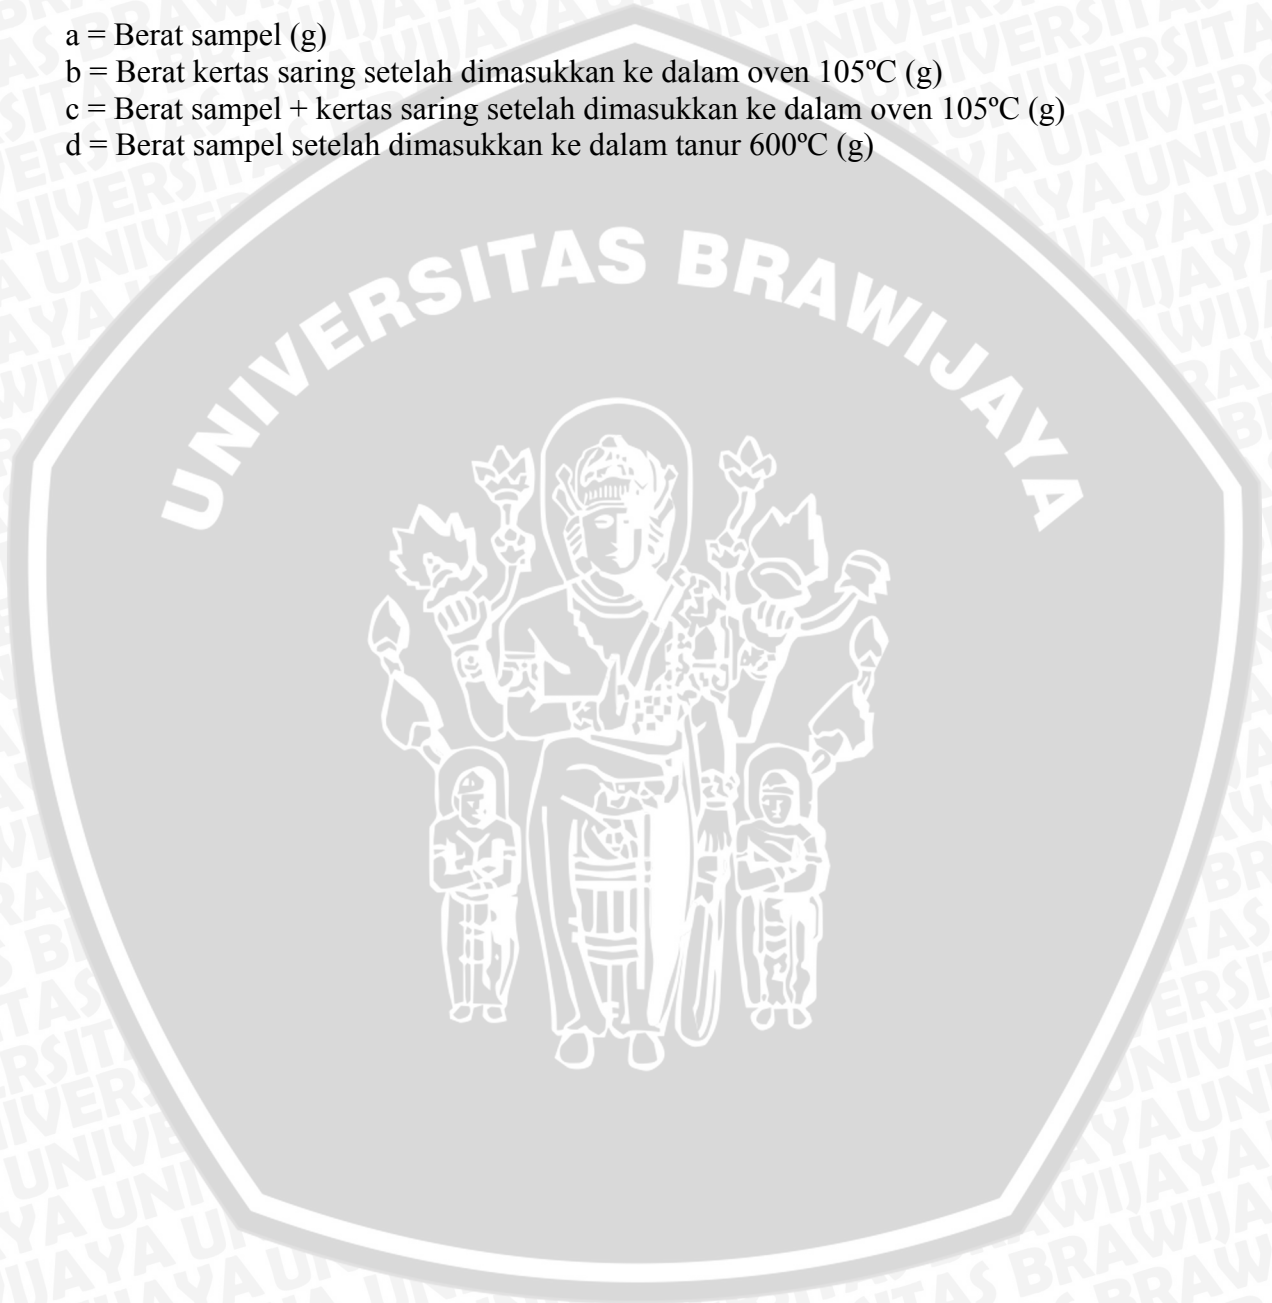 a = Berat sampel (g)
b = Berat kertas saring setelah dimasukkan ke dalam oven 105ºC (g)
c = Berat sampel + kertas saring setelah dimasukkan ke dalam oven 105ºC (g)
d = Berat sampel setelah dimasukkan ke dalam tanur 600ºC (g)
UNIVERSITAS BRAWIJAYA